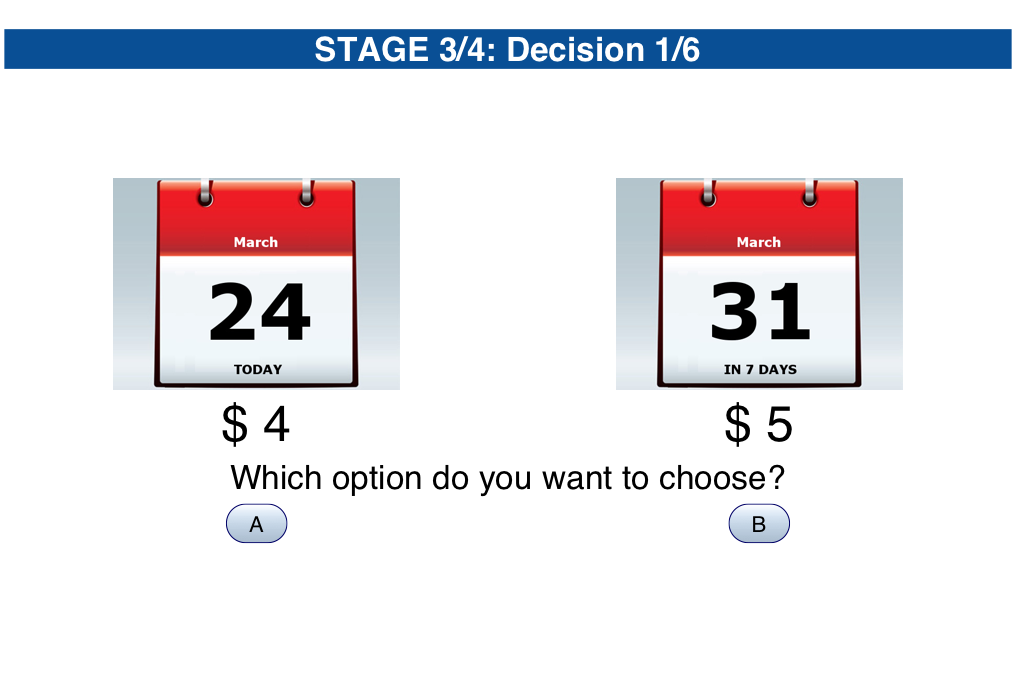 STAGE 3/4: Decision 1/6
March
24
TODAY
$ 4
March
31
IN 7 DAYS
$ 5
Which option do you want to choose?
A
B